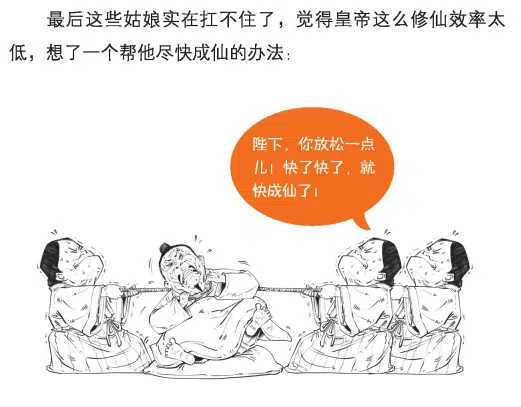 最后这些姑娘实在扛不住了，觉得皇帝这么修仙效率太
低，想了一个帮他尽快成仙的办法：
陛下，你放松一点
儿！快了快了，就
快成仙了！